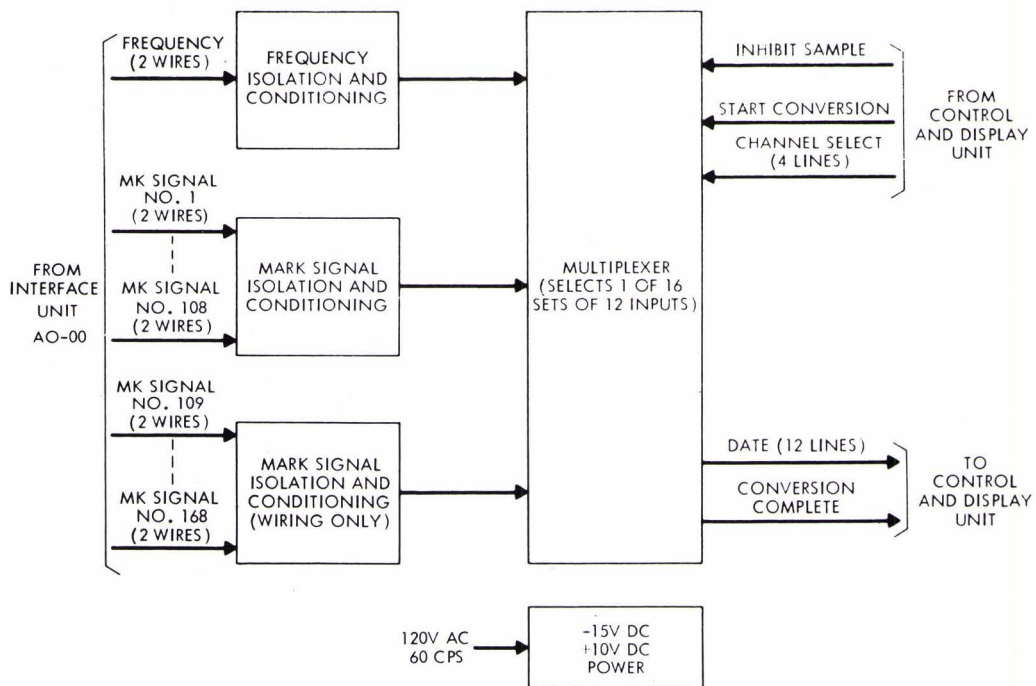 FREQUENCY
(2 WIRES)
FREQUENCY
ISOLATION AND
CONDITIONING
INHIBIT SAMPLE
START CONVERSION
CHANNEL SELECT
(4 LINES)
FROM
CONTROL
AND DISPLAY
UNIT
MK SIGNAL
NO. 1
(2 WIRES)
MK SIGNAL
NO. 108
(2 WIRES)
MARK SIGNAL
ISOLATION AND
CONDITIONING
MULTIPLEXER
(SELECTS 1 OF 16
SETS OF 12 INPUTS)
FROM
INTERFACE
UNIT
AO-00
MK SIGNAL
NO. 109
(2 WIRES)
MK SIGNAL
NO. 168
(2 WIRES)
MARK SIGNAL
ISOLATION AND
CONDITIONING
(WIRING ONLY)
DATE (12 LINES)
CONVERSION
COMPLETE
TO
CONTROL
AND DISPLAY
UNIT
120V AC
60 CPS
-15V DC
+10V DC
POWER